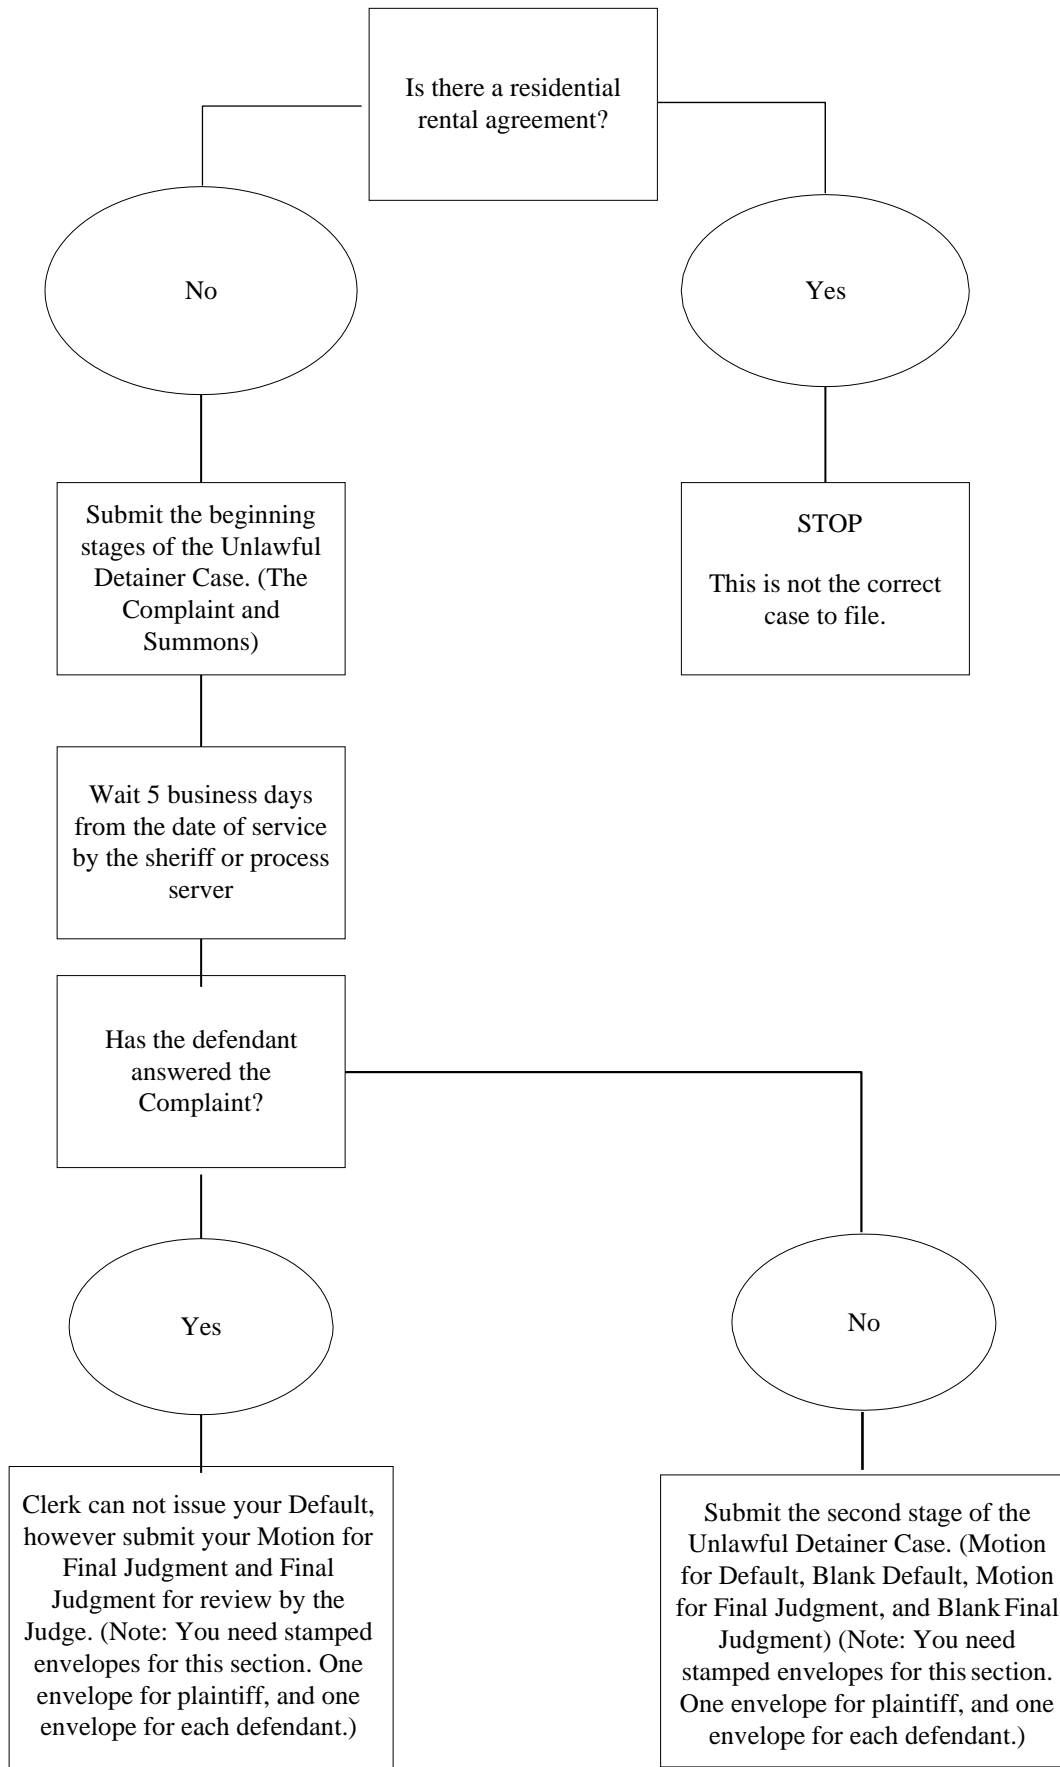 Is there a residential
rental agreement?
No
Yes
Submit the beginning
stages of the Unlawful
Detainer Case. (The
Complaint and
Summons)
STOP
This is not the correct
case to file.
Wait 5 business days
from the date of service
by the sheriff or process
server
Has the defendant
answered the
Complaint?
Yes
No
Clerk can not issue your Default,
however submit your Motion for
Final Judgment and Final
Judgment for review by the
Judge. (Note: You need stamped
envelopes for this section. One
envelope for plaintiff, and one
envelope for each defendant.)
Submit the second stage of the
Unlawful Detainer Case. (Motion
for Default, Blank Default, Motion
for Final Judgment, and Blank Final
Judgment) (Note: You need
stamped envelopes for this section.
One envelope for plaintiff, and one
envelope for each defendant.)